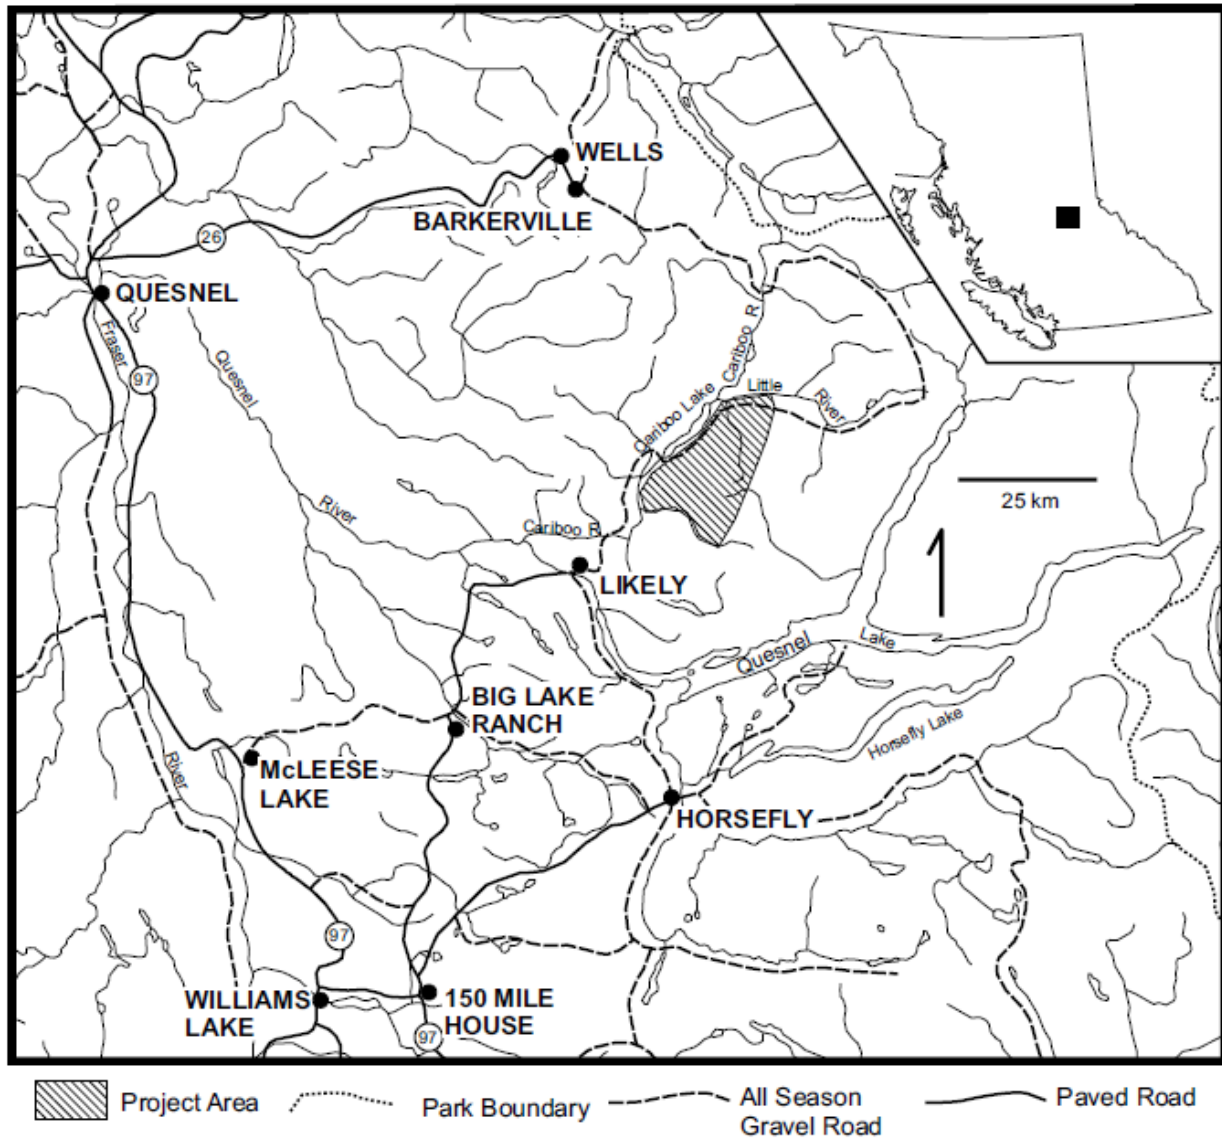 WELLS
BARKERVILLE
26
QUESNEL
Fraser
97
Quesnel
Cariboo R
Cariboo Lake
Little
River
25 km
River
Cariboo R
LIKELY
Quesnel
Lake
BIG LAKE
RANCH
Horsefly Lake
River
McLEESE
LAKE
HORSEFLY
97
WILLIAMS
LAKE
150 MILE
HOUSE
97
Project Area
Park Boundary
All Season
Gravel Road
Paved Road